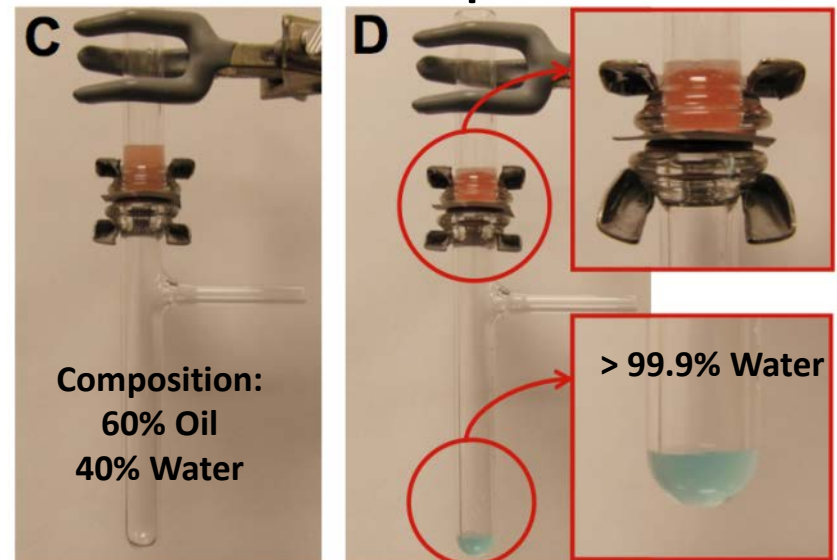 C
D
Composition:
60% Oil
40% Water
> 99.9% Water